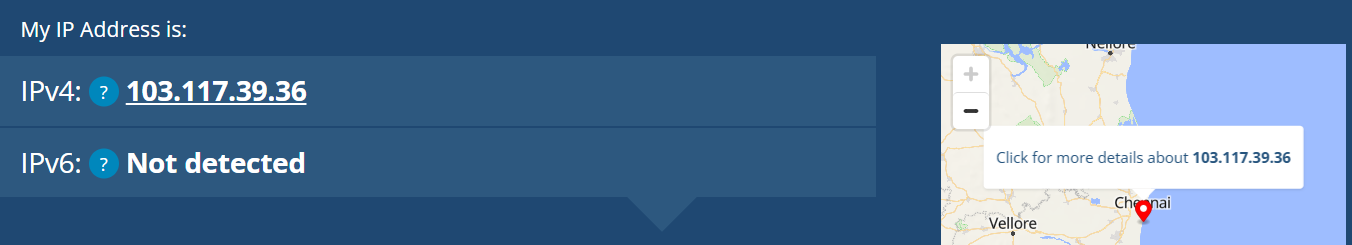 My IP Address is:
IPv4: ? 103.117.39.36
IPv6: ? Not detected
Nellore
+
−
Click for more details about 103.117.39.36
Chennai
Vellore